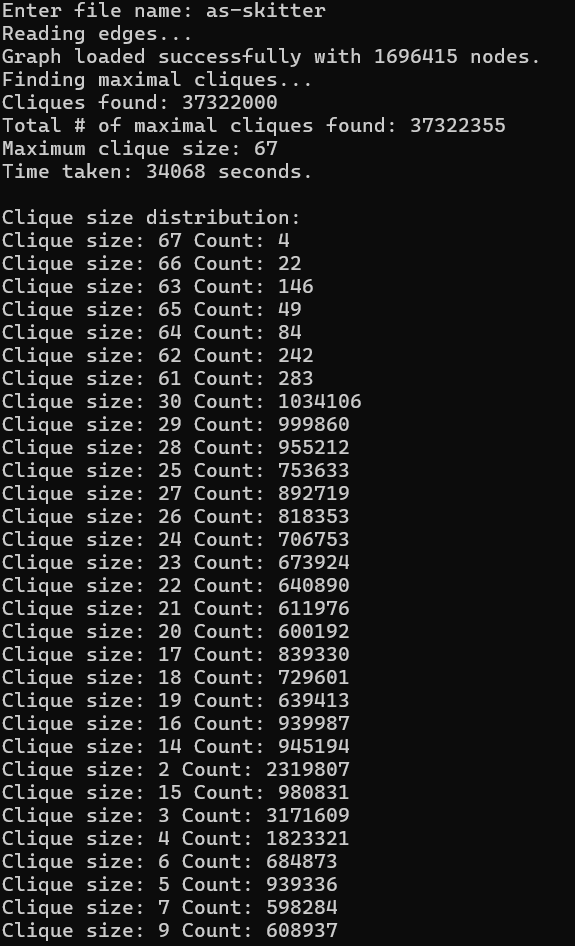 Enter file name: as-skitter
Reading edges...
Graph loaded successfully with 1696415 nodes.
Finding maximal cliques...
Cliques found: 37322000
Total # of maximal cliques found: 37322355
Maximum clique size: 67
Time taken: 34068 seconds.

Clique size distribution:
Clique size: 67 Count: 4
Clique size: 66 Count: 22
Clique size: 63 Count: 146
Clique size: 65 Count: 49
Clique size: 64 Count: 84
Clique size: 62 Count: 242
Clique size: 61 Count: 283
Clique size: 30 Count: 1034106
Clique size: 29 Count: 999860
Clique size: 28 Count: 955212
Clique size: 25 Count: 753633
Clique size: 27 Count: 892719
Clique size: 26 Count: 818353
Clique size: 24 Count: 706753
Clique size: 23 Count: 673924
Clique size: 22 Count: 640890
Clique size: 21 Count: 611976
Clique size: 20 Count: 600192
Clique size: 17 Count: 839330
Clique size: 18 Count: 729601
Clique size: 19 Count: 639413
Clique size: 16 Count: 939987
Clique size: 14 Count: 945194
Clique size: 2 Count: 2319807
Clique size: 15 Count: 980831
Clique size: 3 Count: 3171609
Clique size: 4 Count: 1823321
Clique size: 6 Count: 684873
Clique size: 5 Count: 939336
Clique size: 7 Count: 598284
Clique size: 9 Count: 608937